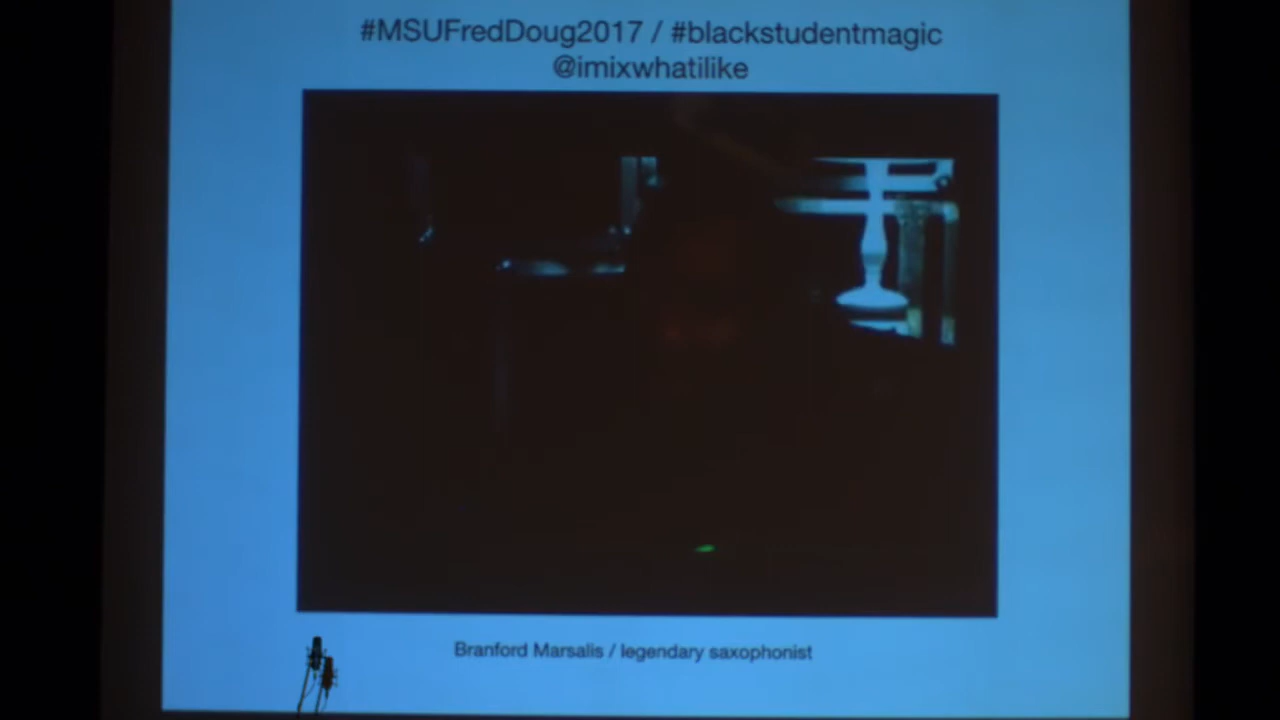 #MSUFredDoug2017 / #blackstudentmagic
@imixwhatilike
Branford Marsalis / legendary saxophonist